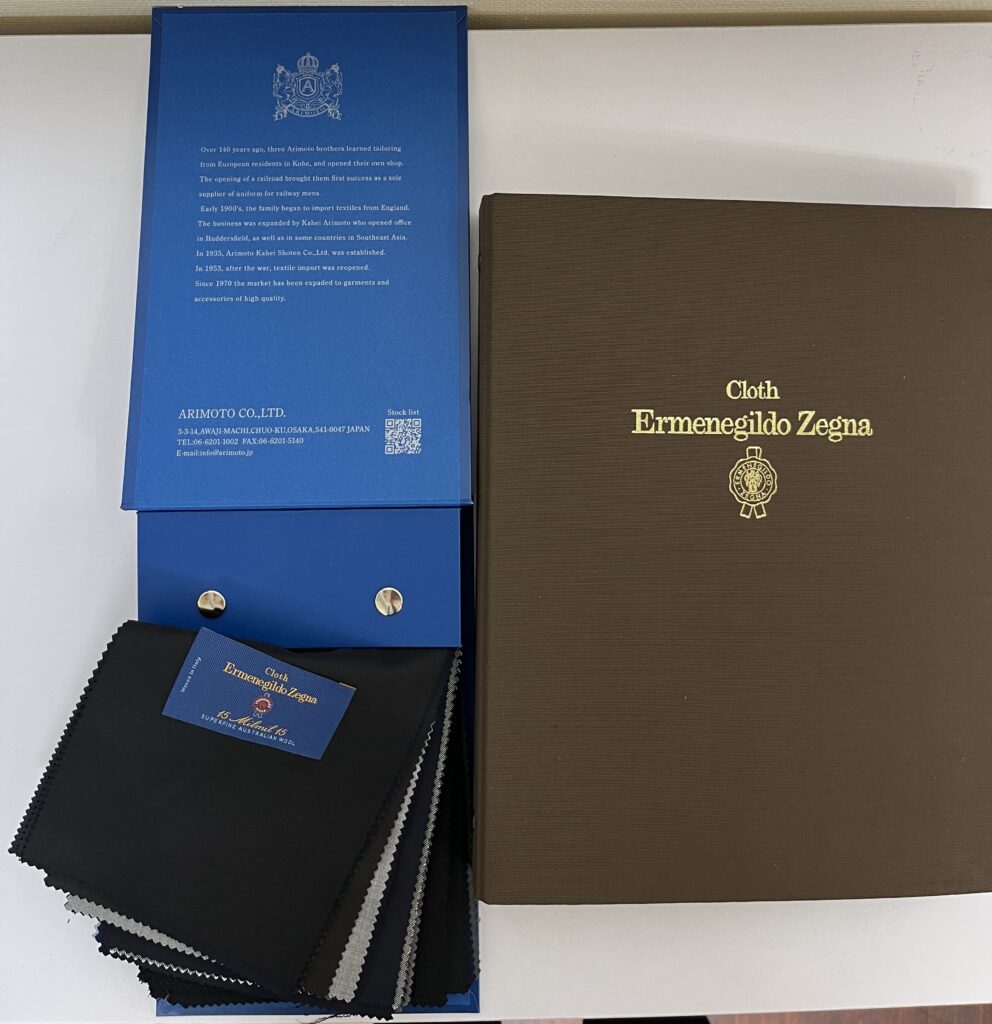 A
ARIMOTO
Over 140 years ago, three Arimoto brothers learned tailoring
from European residents in Kobe, and opened their own shop.
The opening of a railroad brought them first success as a sole
supplier of uniform for railway mens.
Early 1900's, the family began to import textiles from England.
The business was expanded by Kahei Arimoto who opened office
in Huddersfield, as well as in some countries in Southeast Asia.
In 1935, Arimoto Kahei Shoten Co.,Ltd. was established.
In 1953, after the war, textile import was reopened.
Since 1970 the market has been expaded to garments and
accessories of high quality.
ARIMOTO CO.,LTD.
3-3-14,AWAJI-MACHI,CHUO-KU,OSAKA,541-0047 JAPAN
TEL:06-6201-1002 FAX:06-6201-5140
E-mail:info@arimoto.jp
Stock list
Woven in Italy
Cloth
Ermenegildo Zegna
15 Milmil 15
SUPERFINE AUSTRALIAN WOOL
Cloth
Ermenegildo Zegna
ERMENEGILDO
ZEGNA